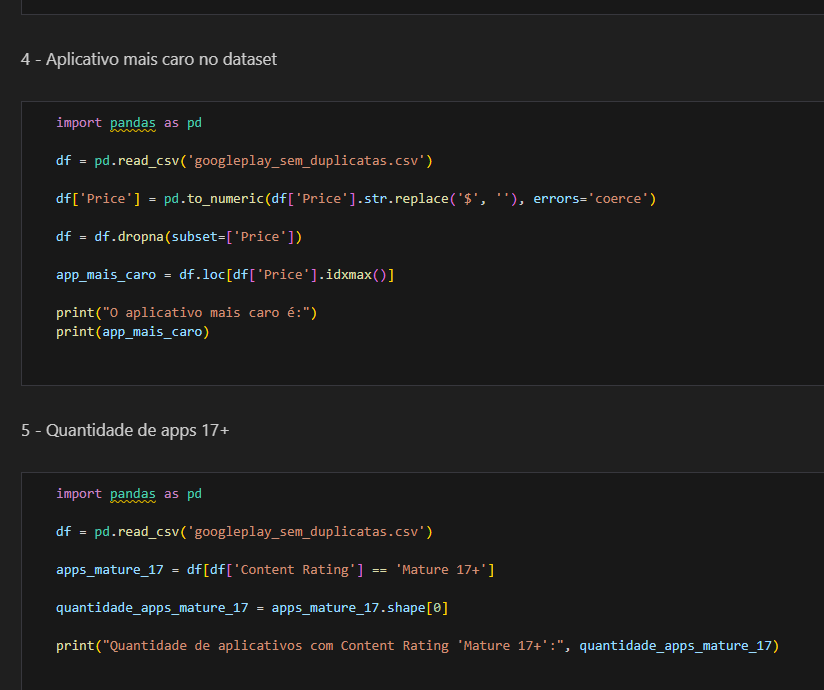 4 - Aplicativo mais caro no dataset
import pandas as pd
df = pd.read_csv('googleplay_sem_duplicatas.csv')
df['Price'] = pd.to_numeric(df['Price'].str.replace('$', ''), errors='coerce')
df = df.dropna(subset=['Price'])
app_mais_caro = df.loc[df['Price'].idxmax()]
print("O aplicativo mais caro é:")
print(app_mais_caro)
5 - Quantidade de apps 17+
import pandas as pd
df = pd.read_csv('googleplay_sem_duplicatas.csv')
apps_mature_17 = df[df['Content Rating'] == 'Mature 17+']
quantidade_apps_mature_17 = apps_mature_17.shape[0]
print("Quantidade de aplicativos com Content Rating 'Mature 17+':", quantidade_apps_mature_17)